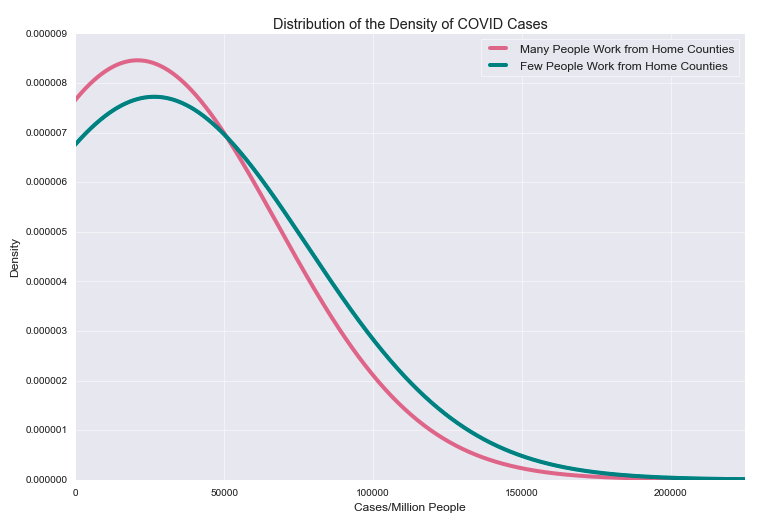 Distribution of the Density of COVID Cases
Many People Work from Home Counties
Few People Work from Home Counties
0.000009
0.000008
0.000007
0.000006
0.000005
0.000004
0.000003
0.000002
0.000001
0.000000
Density
0 50000 100000 150000 200000
Cases/Million People